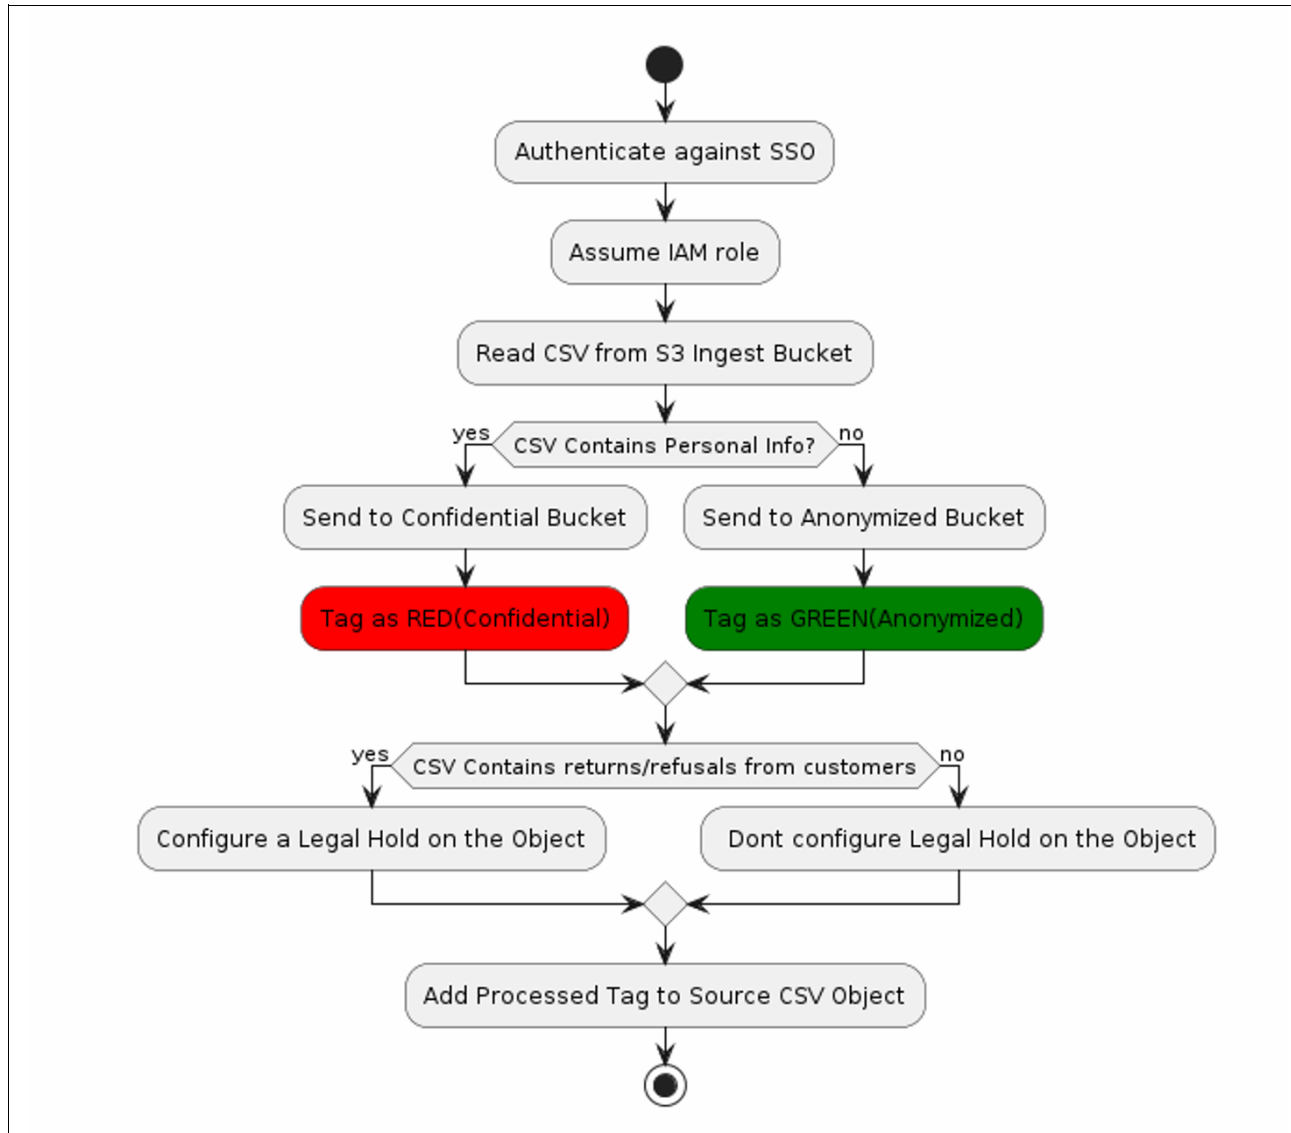 Authenticate against SSO
Assume IAM role
Read CSV from S3 Ingest Bucket
yes
CSV Contains Personal Info?
no
Send to Confidential Bucket
Send to Anonymized Bucket
Tag as RED(Confidential)
Tag as GREEN(Anonymized)
yes
CSV Contains returns/refusals from customers
no
Configure a Legal Hold on the Object
Dont configure Legal Hold on the Object
Add Processed Tag to Source CSV Object